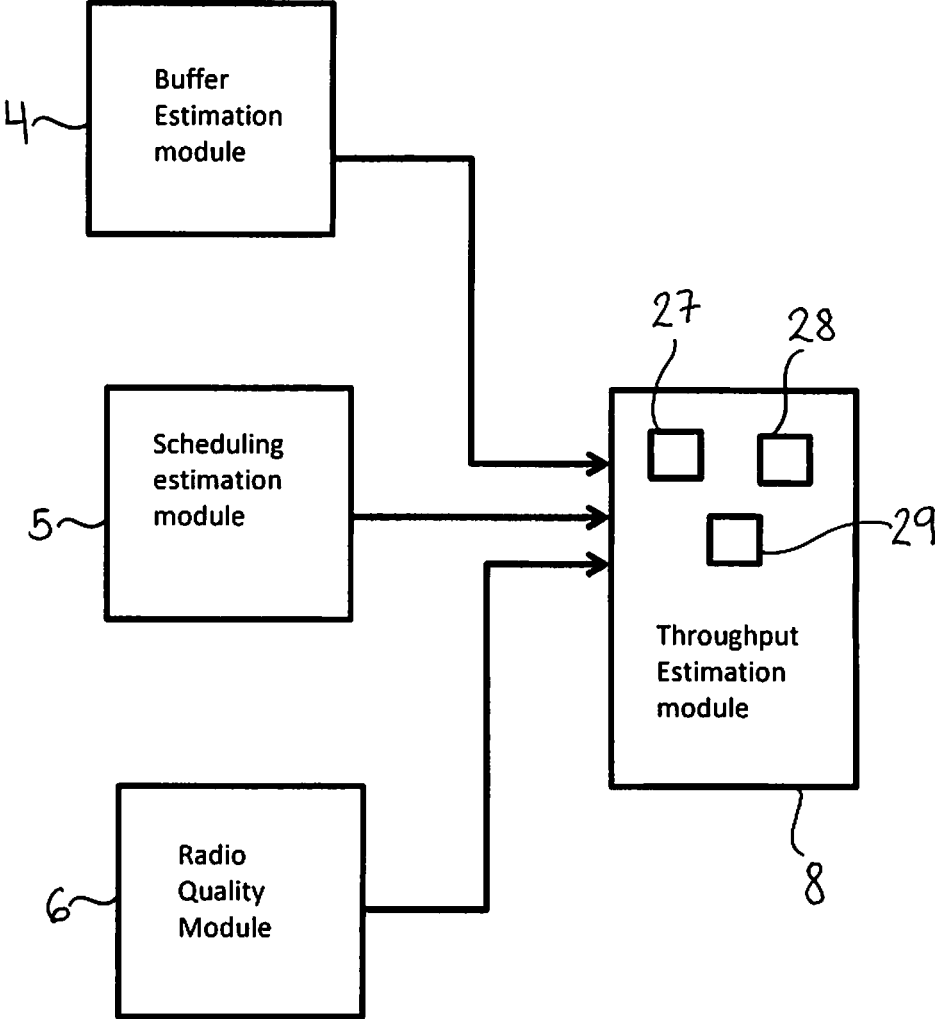 Buffer
Estimation
module
4
27
28
Scheduling
estimation
module
5
29
Throughput
Estimation
module
Radio
Quality
Module
6
8